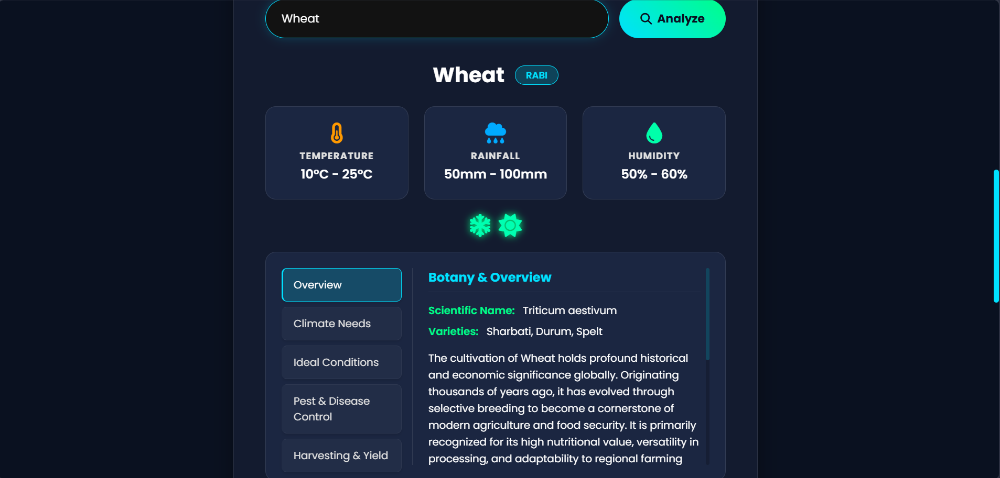 Wheat
Analyze
Wheat
RABI
TEMPERATURE
10°C - 25°C
RAINFALL
50mm - 100mm
HUMIDITY
50% - 60%
Overview
Climate Needs
Ideal Conditions
Pest & Disease
Control
Harvesting & Yield
Botany & Overview
Scientific Name: Triticum aestivum
Varieties: Sharbati, Durum, Spelt
The cultivation of Wheat holds profound historical
and economic significance globally. Originating
thousands of years ago, it has evolved through
selective breeding to become a cornerstone of
modern agriculture and food security. It is primarily
recognized for its high nutritional value, versatility in
processing, and adaptability to regional farming